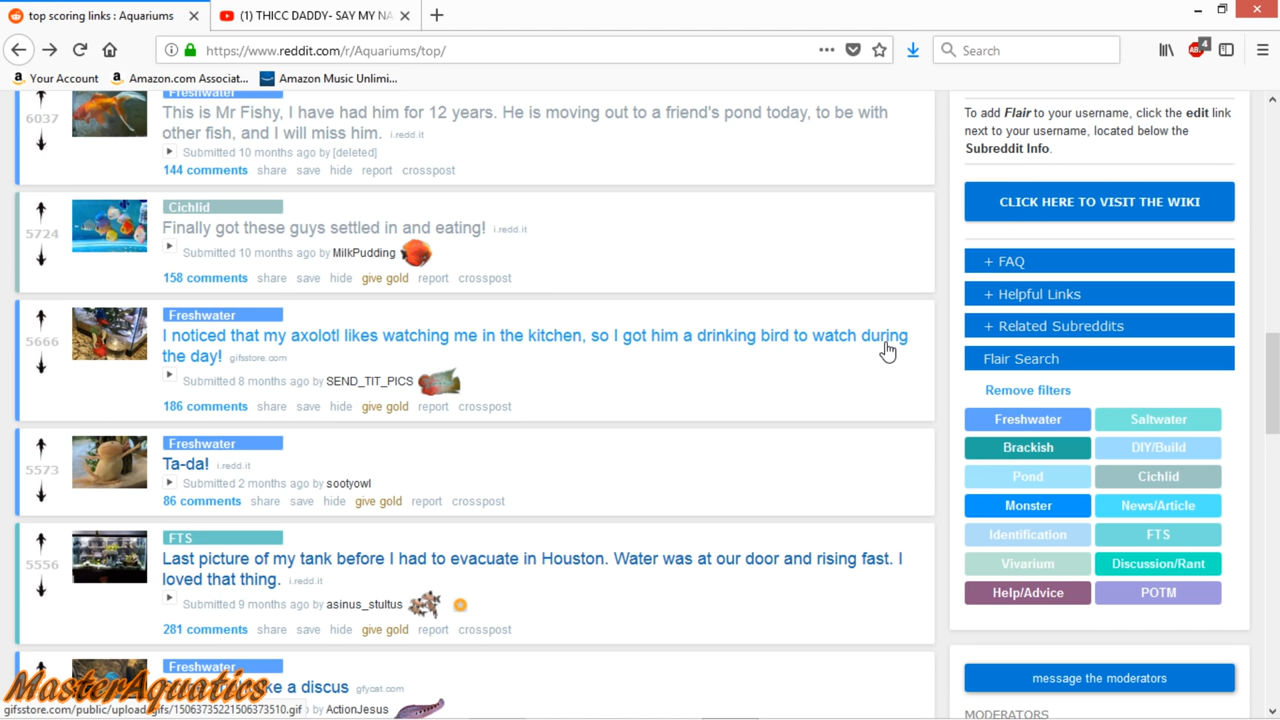 top scoring links : Aquariums
(1) THICC DADDY- SAY MY NA
https://www.reddit.com/r/Aquariums/top/
Search
4
Your Account
Amazon.com Associat...
Amazon Music Unlimi...
Freshwater
6037
This is Mr Fishy, I have had him for 12 years. He is moving out to a friend's pond today, to be with
other fish, and I will miss him. i.redd.it
Submitted 10 months ago by [deleted]
144 comments share save hide report crosspost
Cichlid
5724
Finally got these guys settled in and eating! i.redd.it
Submitted 10 months ago by MilkPudding
158 comments share save hide give gold report crosspost
Freshwater
5666
I noticed that my axolotl likes watching me in the kitchen, so I got him a drinking bird to watch during
the day! gifsstore.com
Submitted 8 months ago by SEND_TIT_PICS
186 comments share save hide give gold report crosspost
Freshwater
5573
Ta-da! i.redd.it
Submitted 2 months ago by sootyowl
86 comments share save hide give gold report crosspost
FTS
5556
Last picture of my tank before I had to evacuate in Houston. Water was at our door and rising fast. I
loved that thing. i.redd.it
Submitted 9 months ago by asinus_stultus
281 comments share save hide give gold report crosspost
Freshwater
ke a discus gfycat.com
by ActionJesus
MasterAquatics
gifsstore.com/public/upload/gifs/15063735221506373510.gif
To add Flair to your username, click the edit link
next to your username, located below the
Subreddit Info.
CLICK HERE TO VISIT THE WIKI
+ FAQ
+ Helpful Links
+ Related Subreddits
Flair Search
Remove filters
Freshwater Saltwater
Brackish DIY/Build
Pond Cichlid
Monster News/Article
Identification FTS
Vivarium Discussion/Rant
Help/Advice POTM
message the moderators
MODERATORS